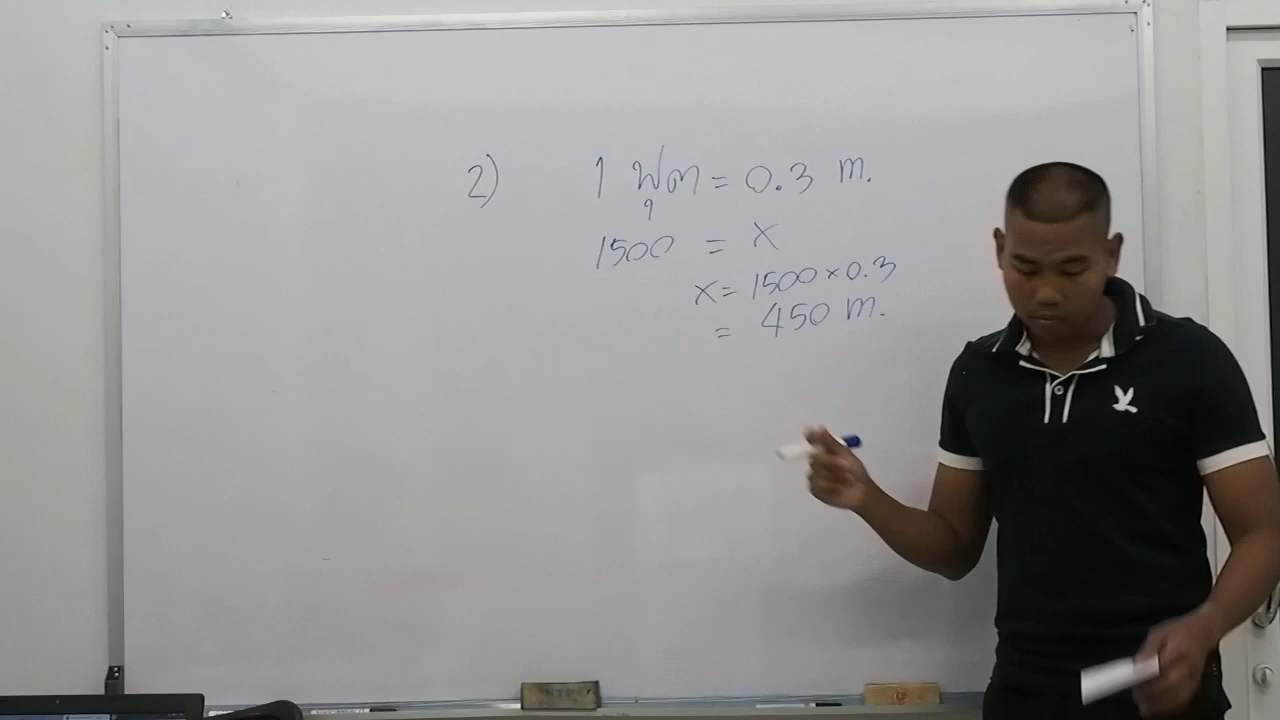 2) 1 ฟุต = 0.3 m.
1500 = x
x = 1500 × 0.3
= 450 m.